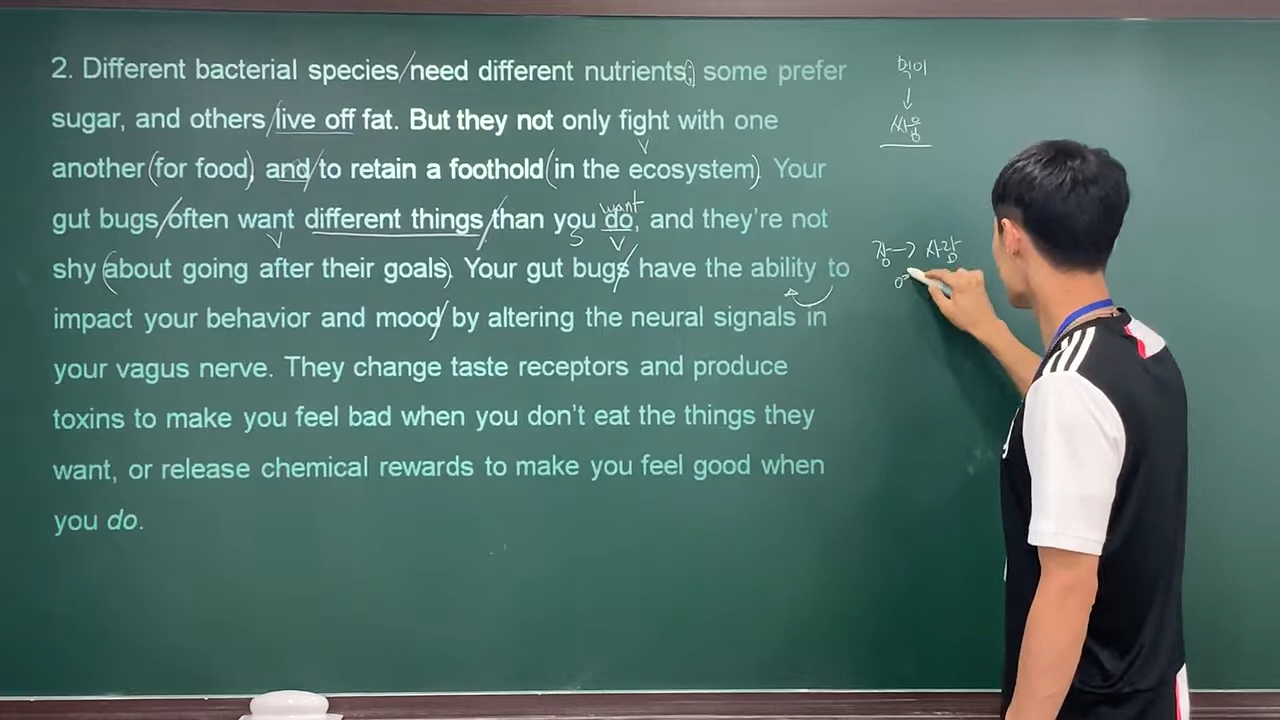 2. Different bacterial species/need different nutrients; some prefer
sugar, and others/live off fat. But they not only fight with one
another (for food) and/to retain a foothold (in the ecosystem). Your
want
gut bugs/often want different things/than you do, and they're not
shy (about going after their goals). Your gut bugs/have the ability to
impact your behavior and mood/by altering the neural signals in
your vagus nerve. They change taste receptors and produce
toxins to make you feel bad when you don't eat the things they
want, or release chemical rewards to make you feel good when
you do.
먹이
↓
싸움
장 → 사람